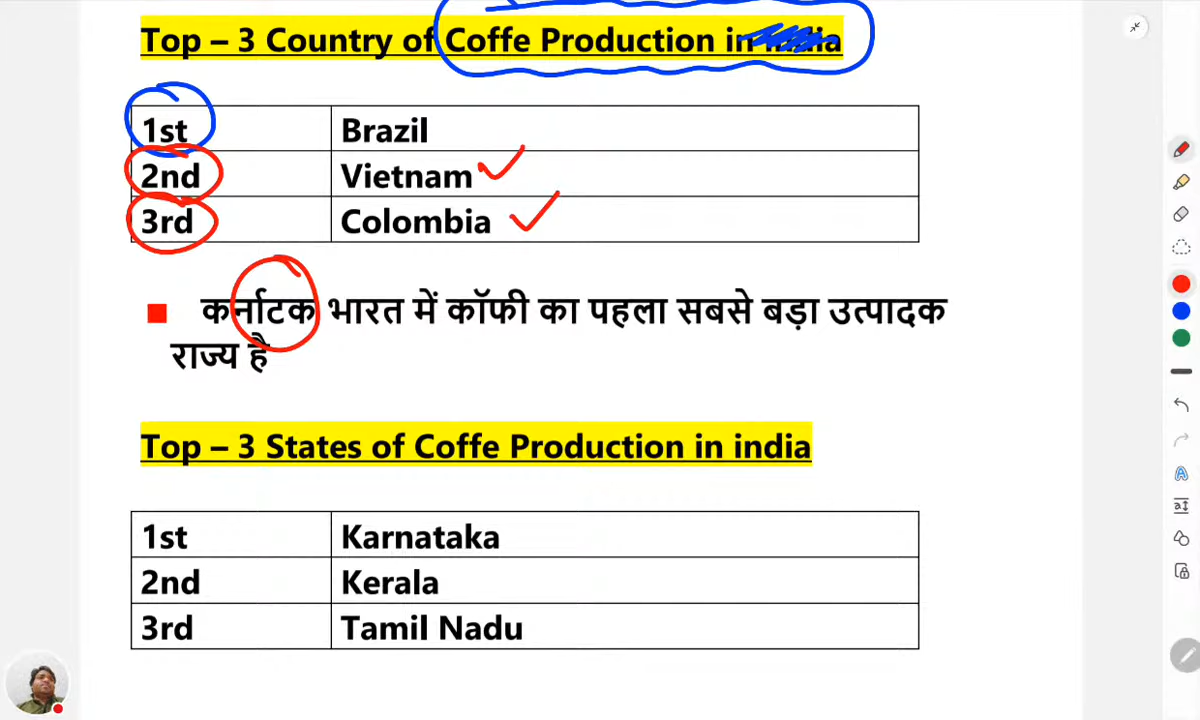 Top – 3 Country of Coffe Production in india
1st Brazil
2nd Vietnam
3rd Colombia
कर्नाटक भारत में कॉफी का पहला सबसे बड़ा उत्पादक
राज्य है
Top – 3 States of Coffe Production in india
1st Karnataka
2nd Kerala
3rd Tamil Nadu